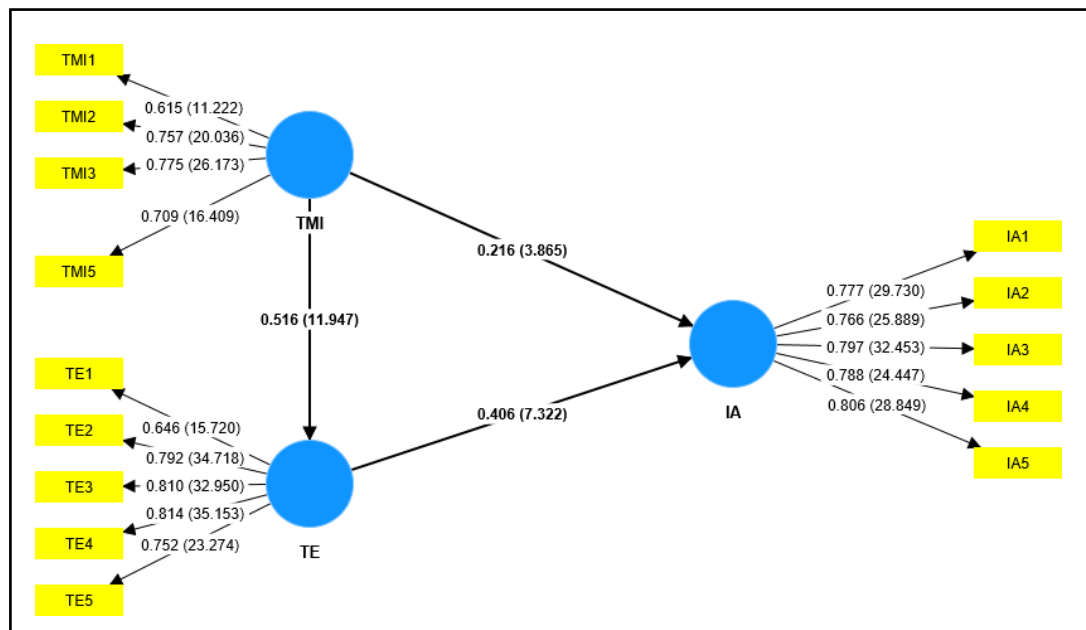 TMI1
0.615 (11.222)
TMI2
0.757 (20.036)
TMI3
0.775 (26.173)
0.709 (16.409)
TMI5
TMI
0.216 (3.865)
0.516 (11.947)
TE1
0.646 (15.720)
TE2
0.792 (34.718)
TE3
0.810 (32.950)
0.814 (35.153)
TE4
0.752 (23.274)
TE5
TE
0.406 (7.322)
IA
IA1
0.777 (29.730)
IA2
0.766 (25.889)
0.797 (32.453)
IA3
0.788 (24.447)
IA4
0.806 (28.849)
IA5